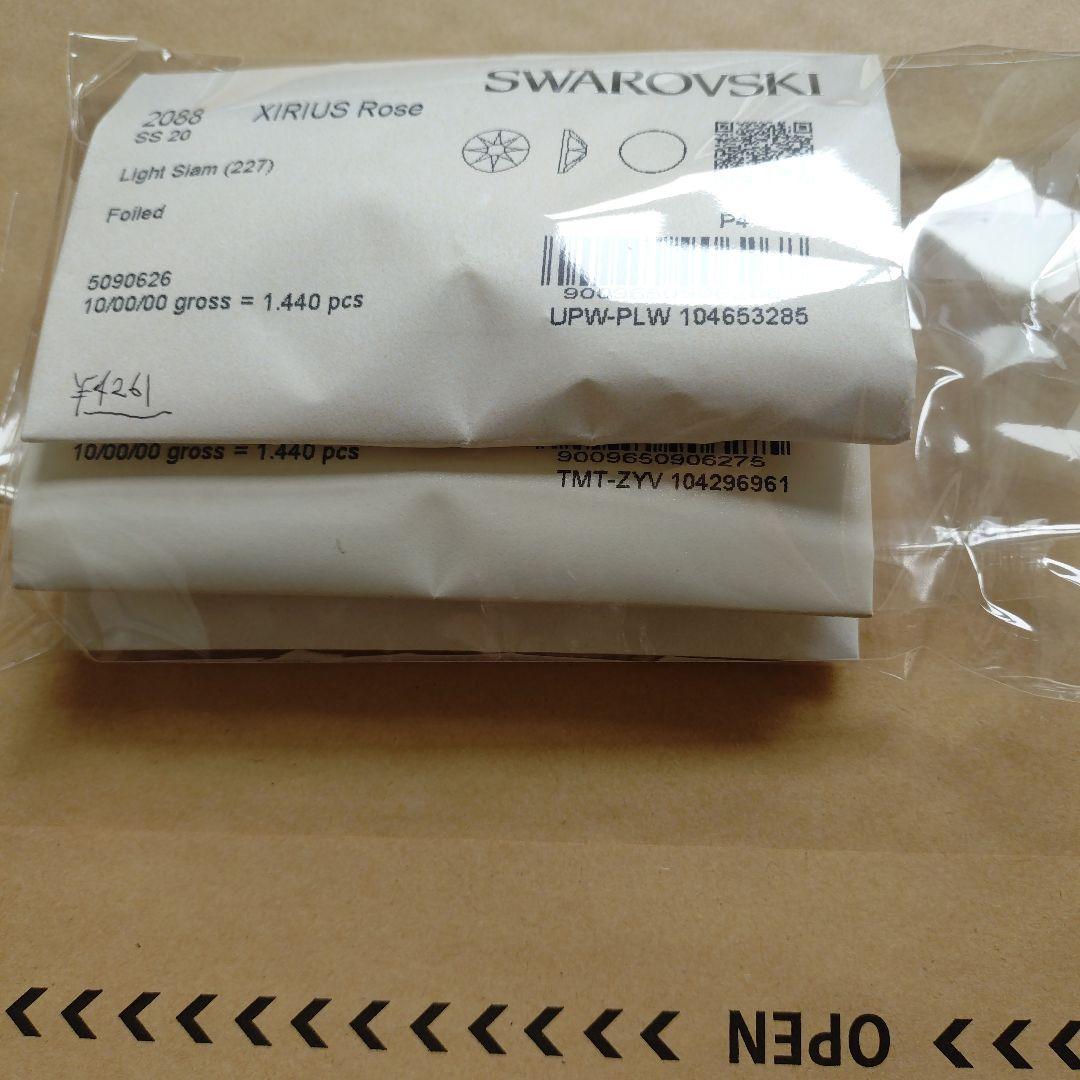 SWAROVSKI
2088 XIRIUS Rose
SS 20
Light Siam (227)
Foiled
5090626
10/00/00 gross = 1.440 pcs
UPW-PLW 104653285
¥4261
10/00/00 gross = 1.440 pcs
9009650906275
TMT-ZYV 104296961
OPEN